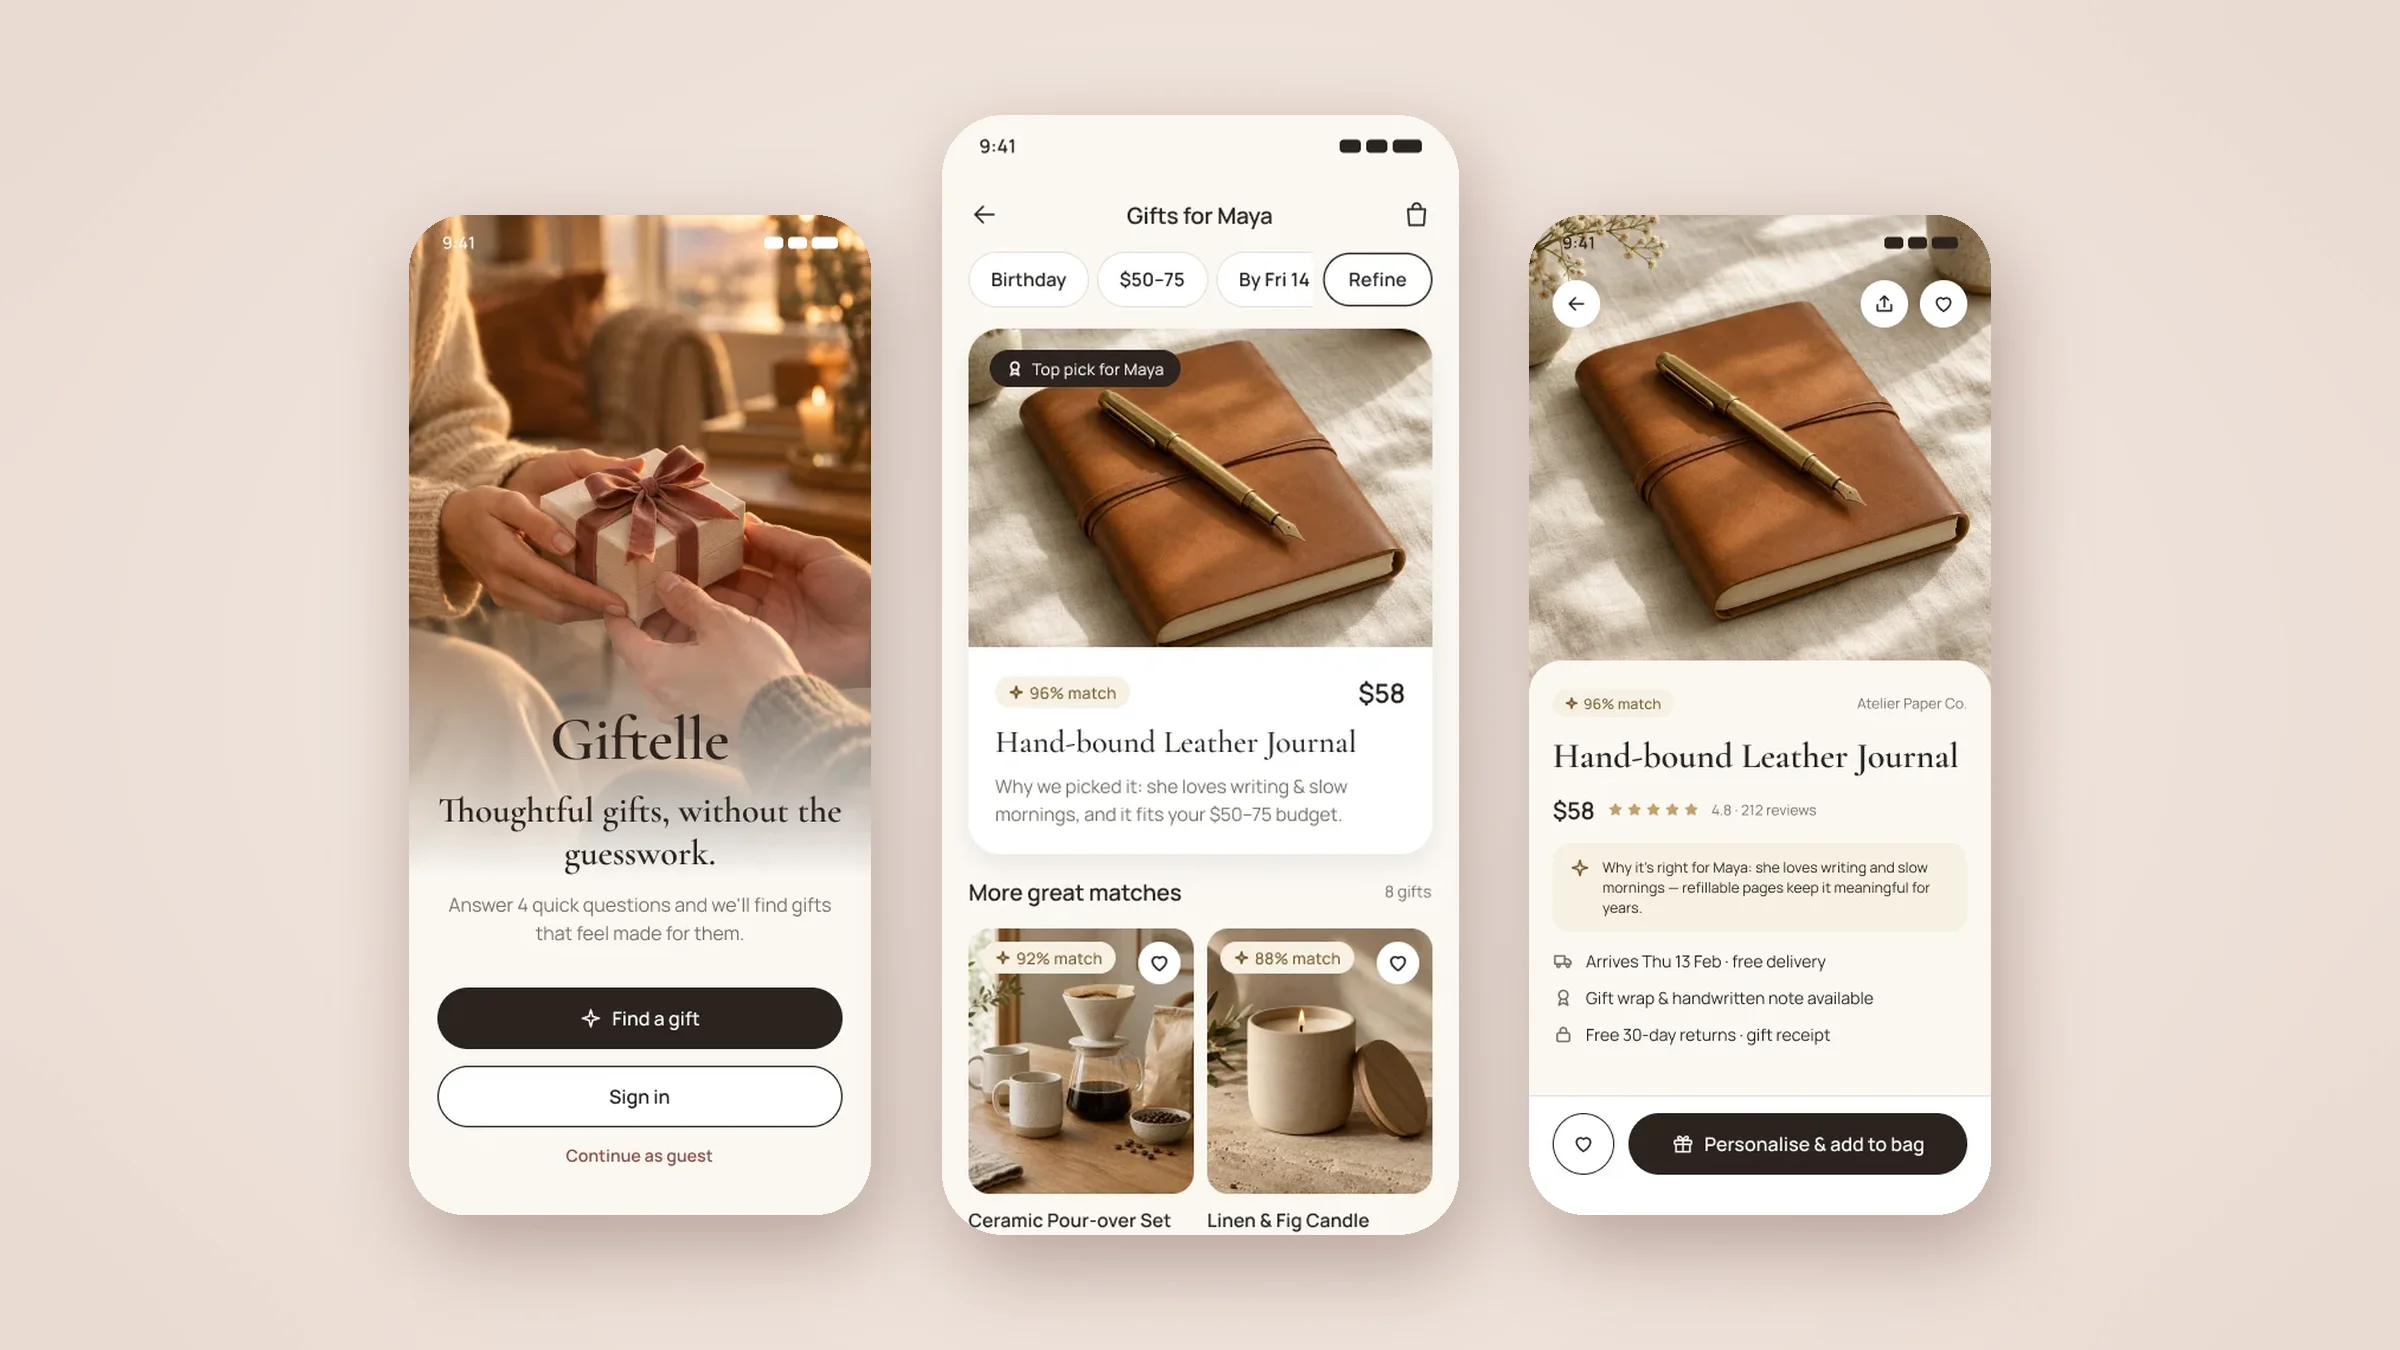 9:41
Giftelle
Thoughtful gifts, without the
guesswork.
Answer 4 quick questions and we'll find gifts
that feel made for them.
Find a gift
Sign in
Continue as guest
9:41
Gifts for Maya
Birthday
$50–75
By Fri 14
Refine
Top pick for Maya
96% match
$58
Hand-bound Leather Journal
Why we picked it: she loves writing & slow
mornings, and it fits your $50–75 budget.
More great matches
8 gifts
92% match
88% match
Ceramic Pour-over Set
Linen & Fig Candle
9:41
96% match
Atelier Paper Co.
Hand-bound Leather Journal
$58
4.8 · 212 reviews
Why it's right for Maya: she loves writing and slow
mornings — refillable pages keep it meaningful for
years.
Arrives Thu 13 Feb · free delivery
Gift wrap & handwritten note available
Free 30-day returns · gift receipt
Personalise & add to bag